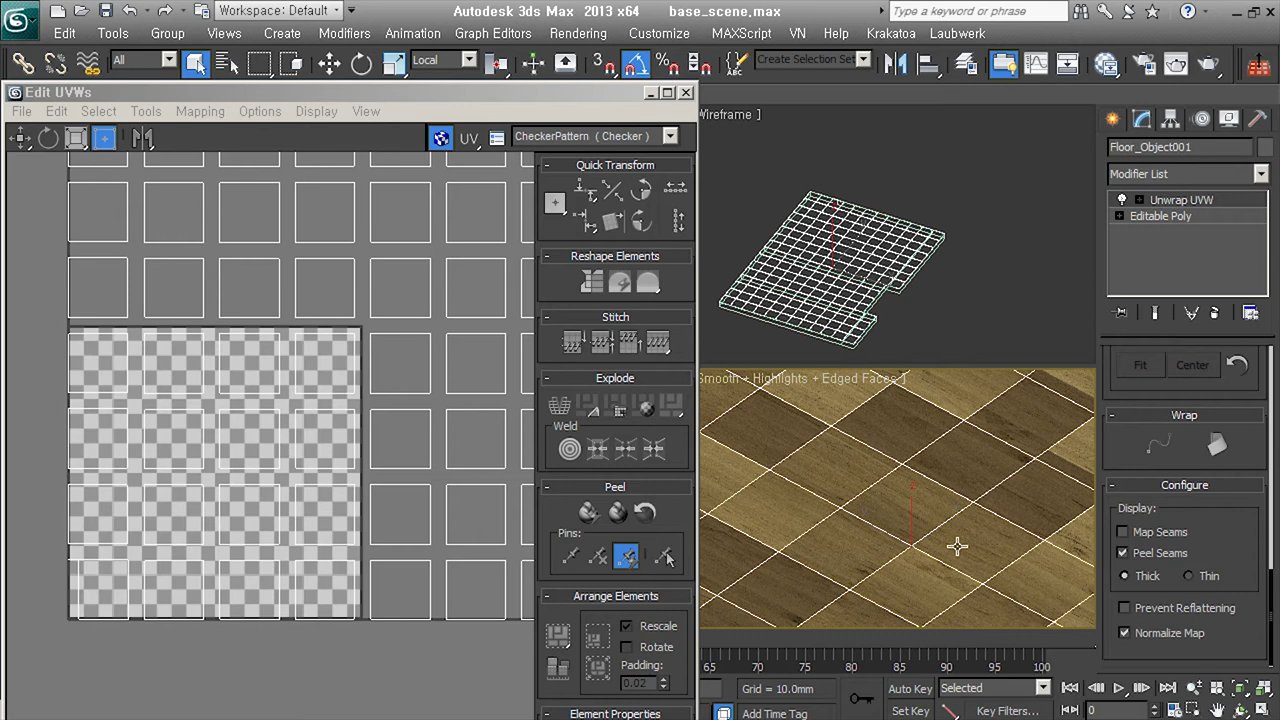 Workspace: Default
Autodesk 3ds Max 2013 x64 base_scene.max
Type a keyword or phrase
Edit Tools Group Views Create Modifiers Animation Graph Editors Rendering Customize MAXScript VN Help Krakatoa Laubwerk
All
Local
3
Create Selection Set
Edit UVWs
File Edit Select Tools Mapping Options Display View
UV
CheckerPattern ( Checker )
Quick Transform
Reshape Elements
Stitch
Explode
Weld
Peel
Pins:
Arrange Elements
Rescale
Rotate
Padding:
0.02
Element Properties
Wireframe ]
Smooth + Highlights + Edged Faces ]
Floor_Object001
Modifier List
Unwrap UVW
Editable Poly
Fit Center
Wrap
Configure
Display:
Map Seams
Peel Seams
Thick Thin
Prevent Reflattening
Normalize Map
65 70 75 80 85 90 95 100
Grid = 10.0mm
Auto Key
Selected
Add Time Tag
Set Key
Key Filters...
0